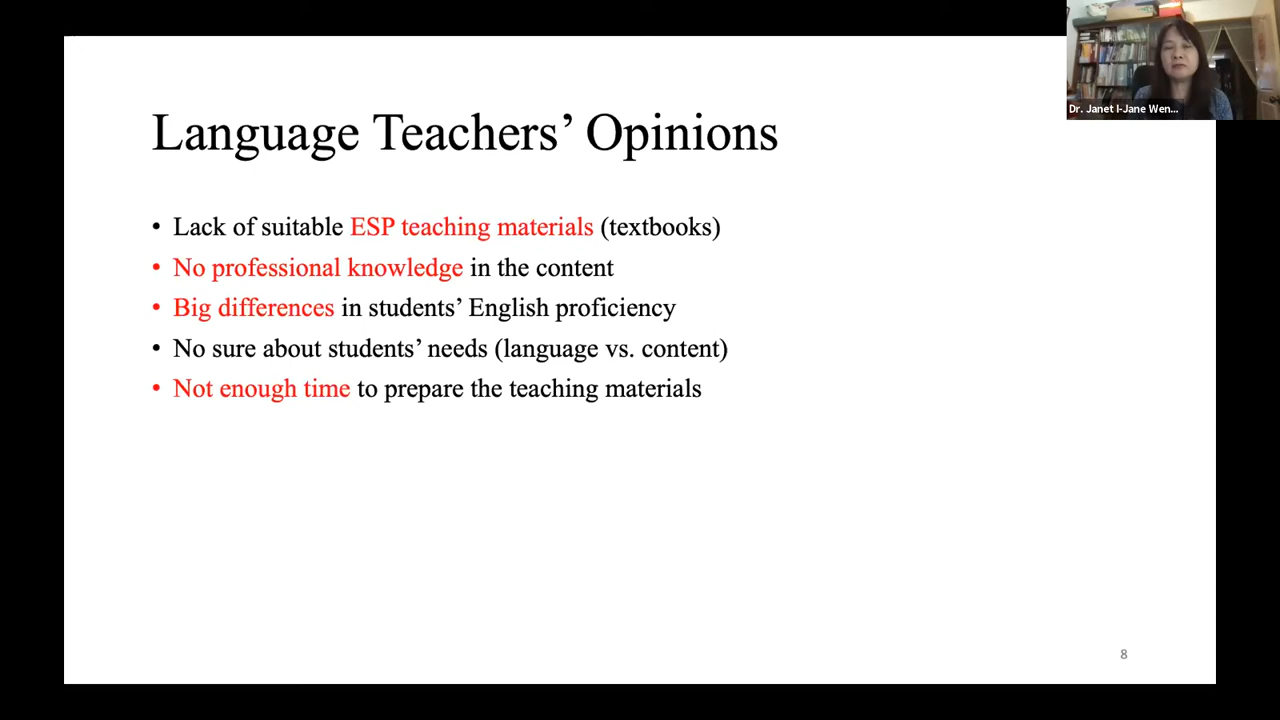 Dr. Janet I-Jane Wen...
Language Teachers’ Opinions
• Lack of suitable ESP teaching materials (textbooks)
• No professional knowledge in the content
• Big differences in students’ English proficiency
• No sure about students’ needs (language vs. content)
• Not enough time to prepare the teaching materials
8